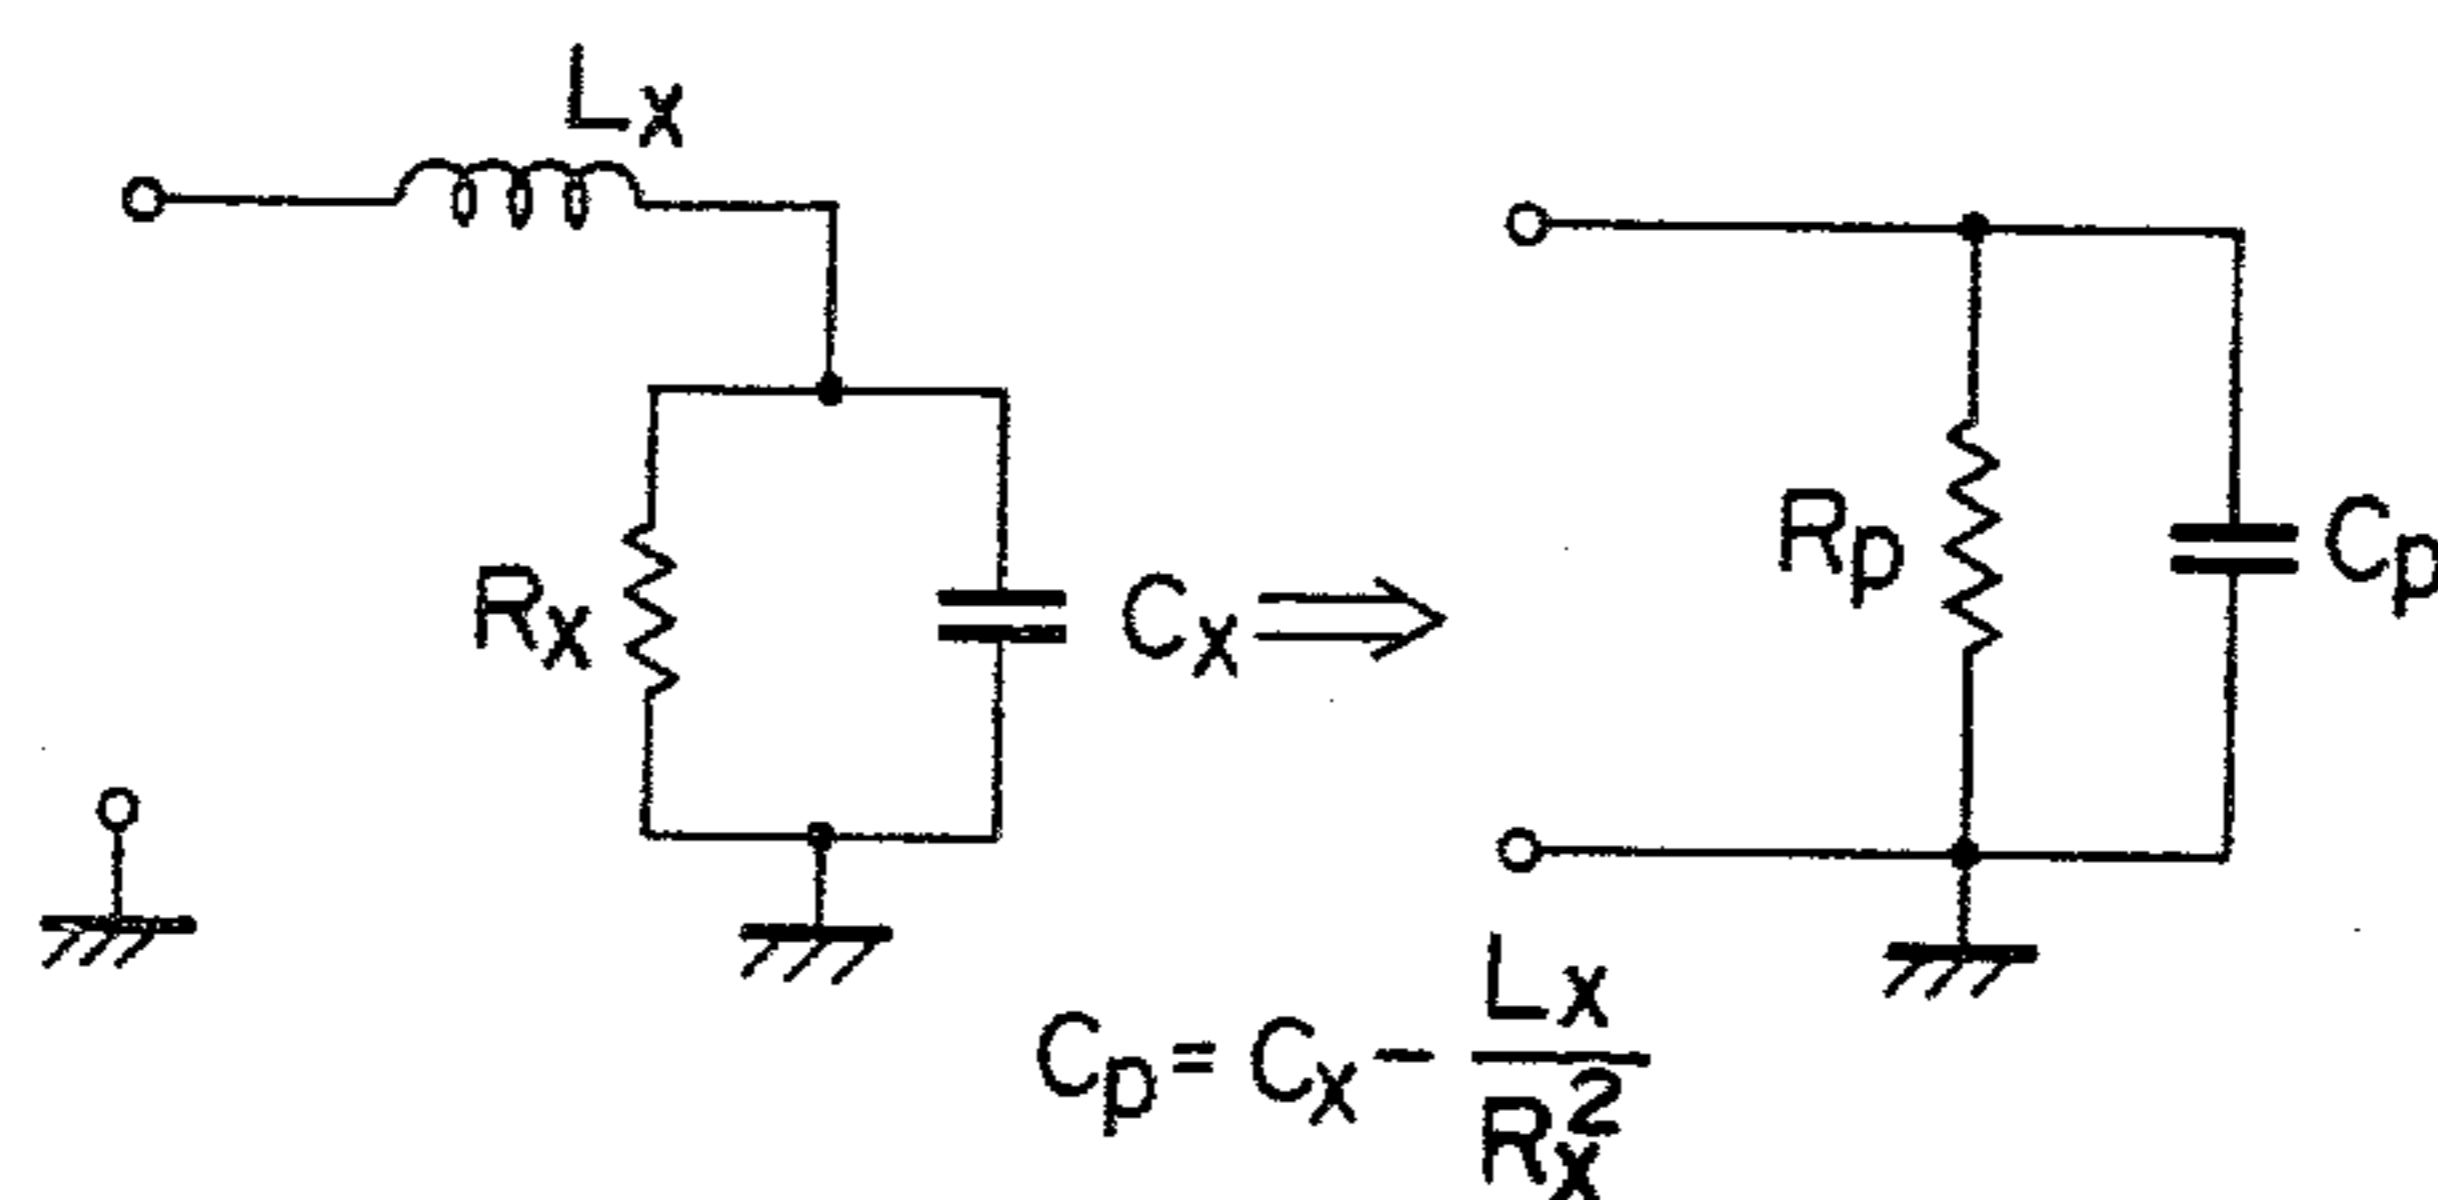 Lx
Rx
Cx
Rp
Cp
Cp = Cx - Lx / Rx²